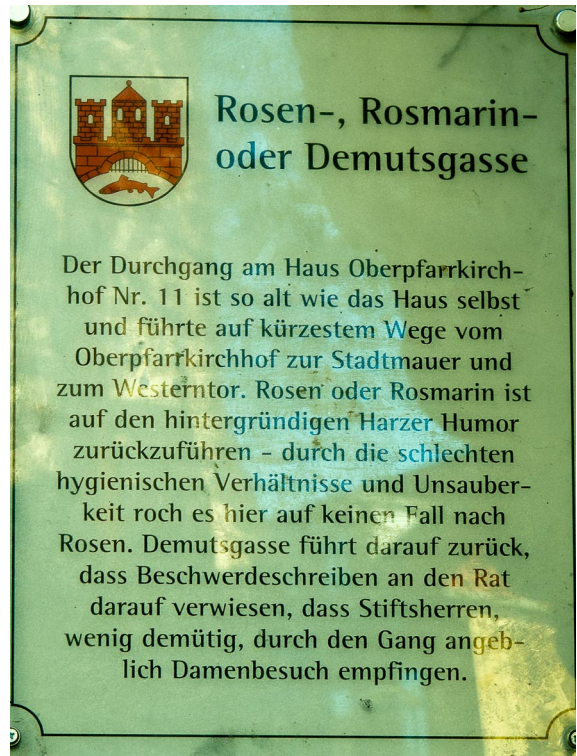 Rosen-, Rosmarin-
oder Demutsgasse
Der Durchgang am Haus Oberpfarrkirch-
hof Nr. 11 ist so alt wie das Haus selbst
und führte auf kürzestem Wege vom
Oberpfarrkirchhof zur Stadtmauer und
zum Westerntor. Rosen oder Rosmarin ist
auf den hintergründigen Harzer Humor
zurückzuführen - durch die schlechten
hygienischen Verhältnisse und Unsauber-
keit roch es hier auf keinen Fall nach
Rosen. Demutsgasse führt darauf zurück,
dass Beschwerdeschreiben an den Rat
darauf verwiesen, dass Stiftsherren,
wenig demütig, durch den Gang angeb-
lich Damenbesuch empfingen.